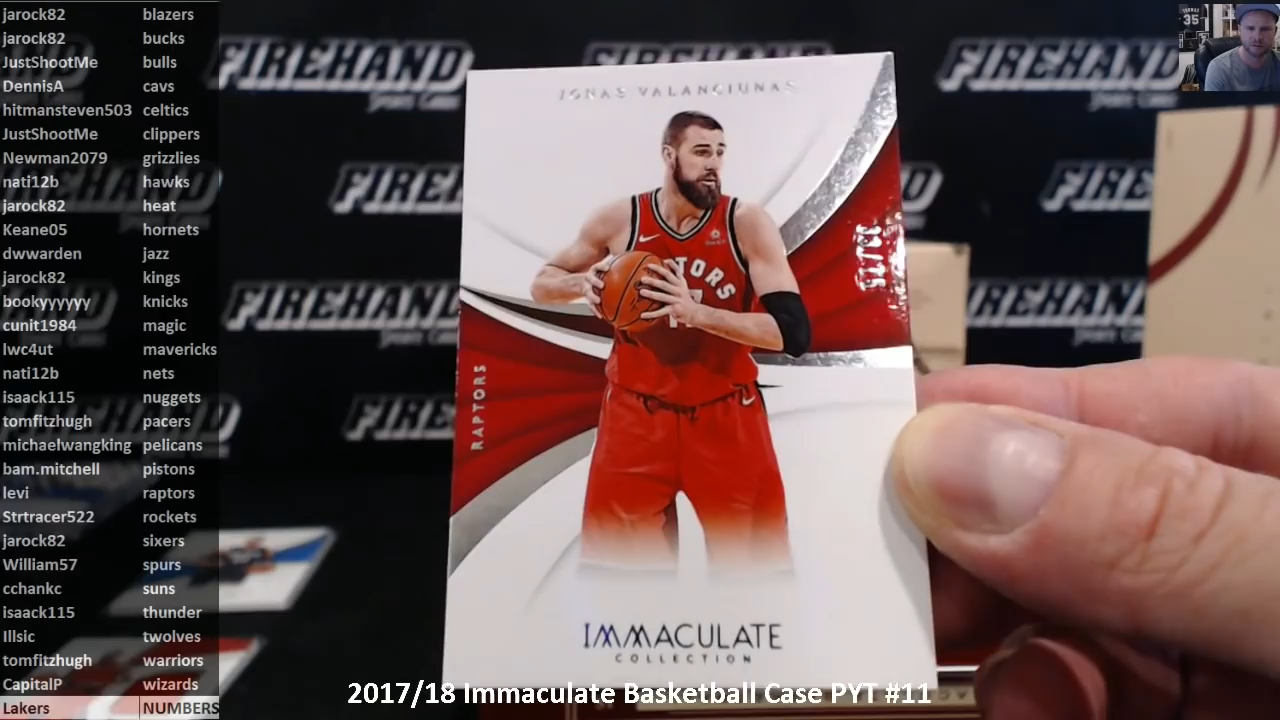 jarock82 blazers
jarock82 bucks
JustShootMe bulls
DennisA cavs
hitmansteven503 celtics
JustShootMe clippers
Newman2079 grizzlies
nati12b hawks
jarock82 heat
Keane05 hornets
dwwarden jazz
jarock82 kings
bookyyyyyy knicks
cunit1984 magic
lwc4ut mavericks
nati12b nets
isaack115 nuggets
tomfitzhugh pacers
michaelwangking pelicans
bam.mitchell pistons
levi raptors
Strtracer522 rockets
jarock82 sixers
William57 spurs
cchankc suns
isaack115 thunder
Illsic twolves
tomfitzhugh warriors
CapitalP wizards
Lakers NUMBERS
FIREHAND
FIREHAND
JONAS VALANCIUNAS
RAPTORS
IMMACULATE
COLLECTION
35
2017/18 Immaculate Basketball Case PYT #11